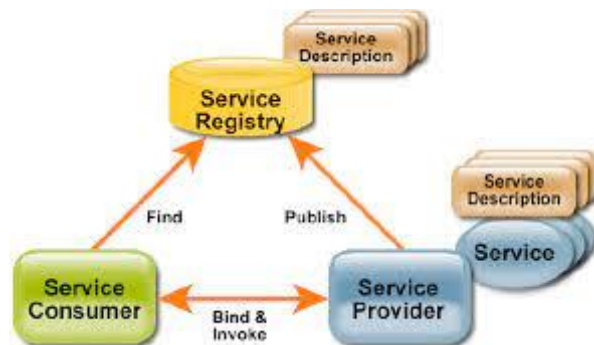 Service
Description
Service
Registry
Find
Publish
Service
Description
Service
Service
Consumer
Bind &
Invoke
Service
Provider